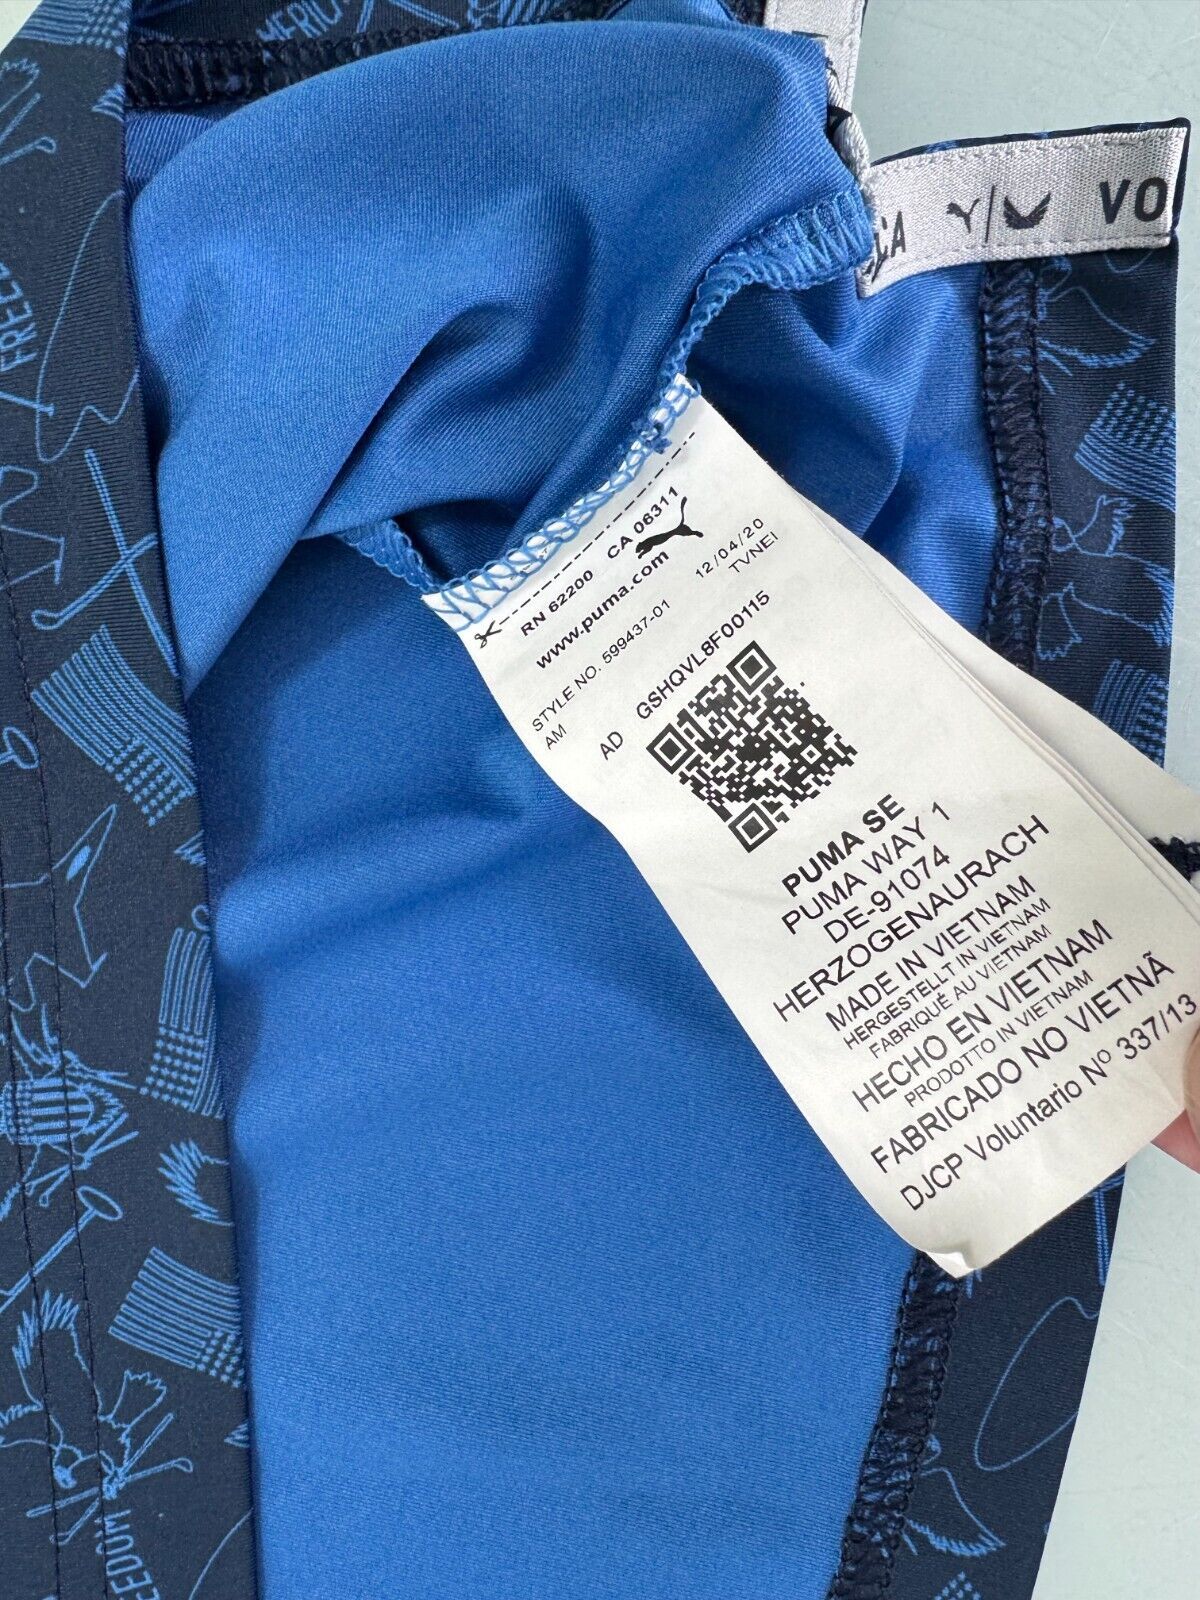 CA VO
RN 62200 CA 06311
www.puma.com
STYLE NO. 599437-01 12/04/20
AM TVNEI
AD GSHQVL8F00115
PUMA SE
PUMA WAY 1
DE-91074
HERZOGENAURACH
MADE IN VIETNAM
HERGESTELLT IN VIETNAM
FABRIQUÉ AU VIETNAM
HECHO EN VIETNAM
PRODOTTO IN VIETNAM
FABRICADO NO VIETNÃ
DJCP Voluntario Nº 337/13
MERIC
FREED
EEDOM